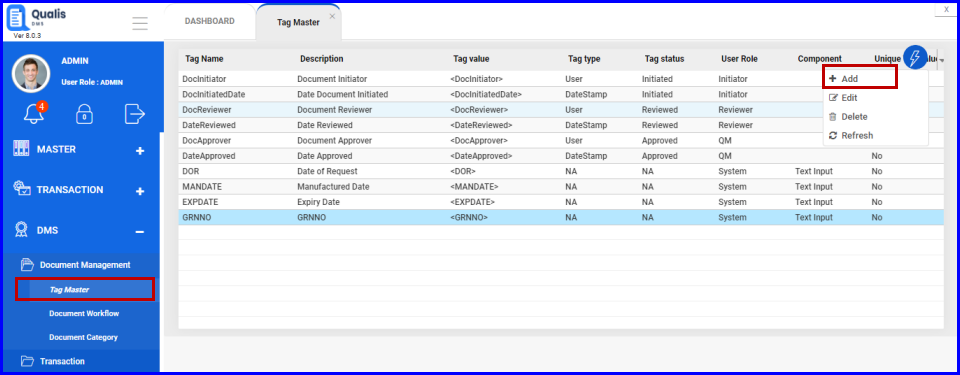 Qualis
DMS
Ver 8.0.3
ADMIN
User Role : ADMIN
4
MASTER +
TRANSACTION +
DMS −
Document Management
Tag Master
Document Workflow
Document Category
Transaction
DASHBOARD
Tag Master ×
X
Tag Name Description Tag value Tag type Tag status User Role Component Unique
DocInitiator Document Initiator <DocInitiator> User Initiated Initiator
DocInitiatedDate Date Document Initiated <DocInitiatedDate> DateStamp Initiated Initiator
DocReviewer Document Reviewer <DocReviewer> User Reviewed Reviewer
DateReviewed Date Reviewed <DateReviewed> DateStamp Reviewed Reviewer
DocApprover Document Approver <DocApprover> User Approved QM
DateApproved Date Approved <DateApproved> DateStamp Approved QM No
DOR Date of Request <DOR> NA NA System Text Input No
MANDATE Manufactured Date <MANDATE> NA NA System Text Input No
EXPDATE Expiry Date <EXPDATE> NA NA System Text Input No
GRNNO GRNNO <GRNNO> NA NA System Text Input No
+ Add
Edit
Delete
Refresh